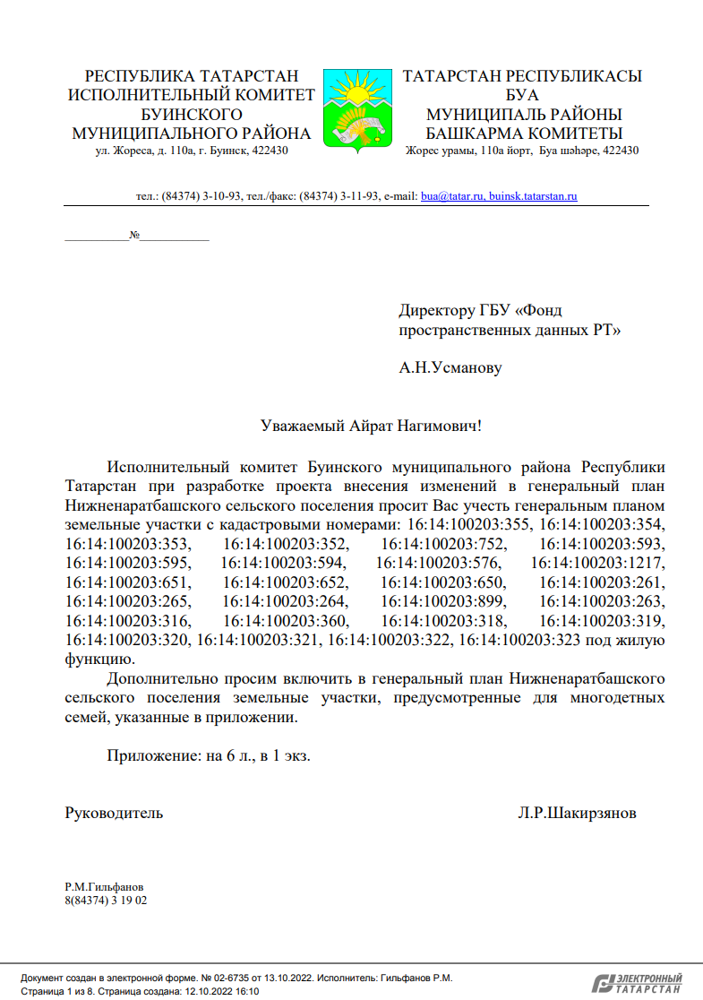 РЕСПУБЛИКА ТАТАРСТАН
ИСПОЛНИТЕЛЬНЫЙ КОМИТЕТ
БУИНСКОГО
МУНИЦИПАЛЬНОГО РАЙОНА
ул. Жореса, д. 110а, г. Буинск, 422430
ТАТАРСТАН РЕСПУБЛИКАСЫ
БУА
МУНИЦИПАЛЬ РАЙОНЫ
БАШКАРМА КОМИТЕТЫ
Жорес урамы, 110а йорт, Буа шәһәре, 422430
тел.: (84374) 3-10-93, тел./факс: (84374) 3-11-93, e-mail: bua@tatar.ru, buinsk.tatarstan.ru
____________№_____________
Директору ГБУ «Фонд
пространственных данных РТ»
А.Н.Усманову
Уважаемый Айрат Нагимович!
Исполнительный комитет Буинского муниципального района Республики
Татарстан при разработке проекта внесения изменений в генеральный план
Нижненаратбашского сельского поселения просит Вас учесть генеральным планом
земельные участки с кадастровыми номерами: 16:14:100203:355, 16:14:100203:354,
16:14:100203:353, 16:14:100203:352, 16:14:100203:752, 16:14:100203:593,
16:14:100203:595, 16:14:100203:594, 16:14:100203:576, 16:14:100203:1217,
16:14:100203:651, 16:14:100203:652, 16:14:100203:650, 16:14:100203:261,
16:14:100203:265, 16:14:100203:264, 16:14:100203:899, 16:14:100203:263,
16:14:100203:316, 16:14:100203:360, 16:14:100203:318, 16:14:100203:319,
16:14:100203:320, 16:14:100203:321, 16:14:100203:322, 16:14:100203:323 под жилую
функцию.
Дополнительно просим включить в генеральный план Нижненаратбашского
сельского поселения земельные участки, предусмотренные для многодетных
семей, указанные в приложении.
Приложение: на 6 л., в 1 экз.
Руководитель Л.Р.Шакирзянов
Р.М.Гильфанов
8(84374) 3 19 02
Документ создан в электронной форме. № 02-6735 от 13.10.2022. Исполнитель: Гильфанов Р.М.
Страница 1 из 8. Страница создана: 12.10.2022 16:10
ЭЛЕКТРОННЫЙ
ТАТАРСТАН